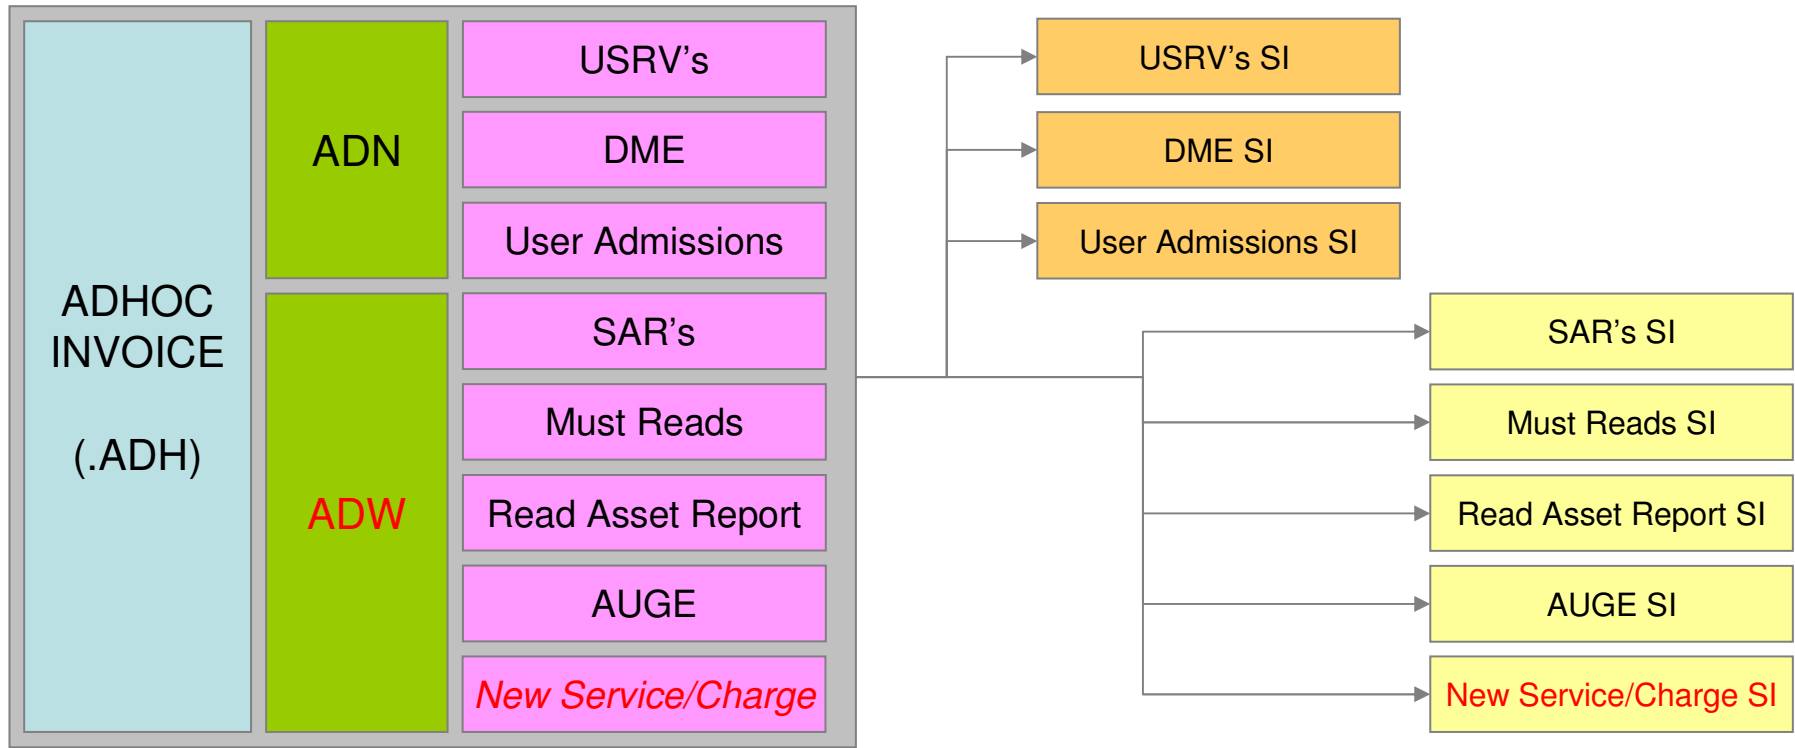 ADHOC
INVOICE
(.ADH)
ADN
ADW
USRV’s
DME
User Admissions
SAR’s
Must Reads
Read Asset Report
AUGE
New Service/Charge
USRV’s SI
DME SI
User Admissions SI
SAR’s SI
Must Reads SI
Read Asset Report SI
AUGE SI
New Service/Charge SI